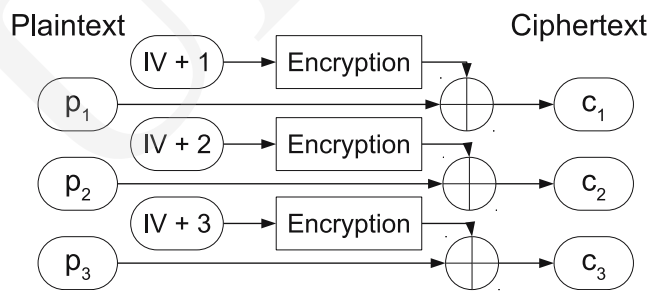 Plaintext
Ciphertext
IV + 1
Encryption
p₁
c₁
IV + 2
Encryption
p₂
c₂
IV + 3
Encryption
p₃
c₃